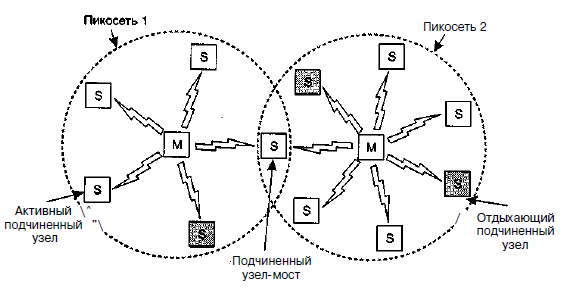 Пикосеть 1
Пикосеть 2
S
S
S
S
S
S
M
S
M
S
S
S
S
S
S
Активный
подчиненный
узел
Подчиненный
узел-мост
Отдыхающий
подчиненный
узел